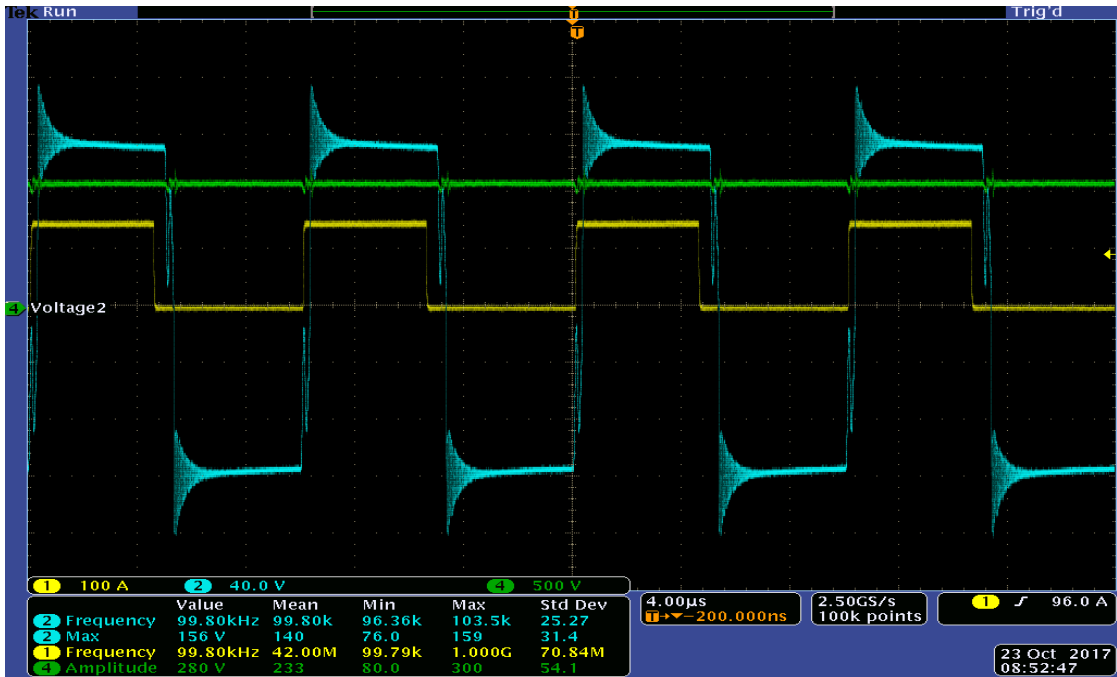 Tek Run Trig'd
T
T
4 Voltage2
1 100 A 2 40.0 V 4 500 V
Value Mean Min Max Std Dev
2 Frequency 99.80kHz 99.80k 96.36k 103.5k 25.27
2 Max 156 V 140 76.0 159 31.4
1 Frequency 99.80kHz 42.00M 99.79k 1.000G 70.84M
4 Amplitude 280 V 233 80.0 300 54.1
4.00µs
T→▼−200.000ns
2.50GS/s
100k points
1 ƒ 96.0 A
23 Oct 2017
08:52:47